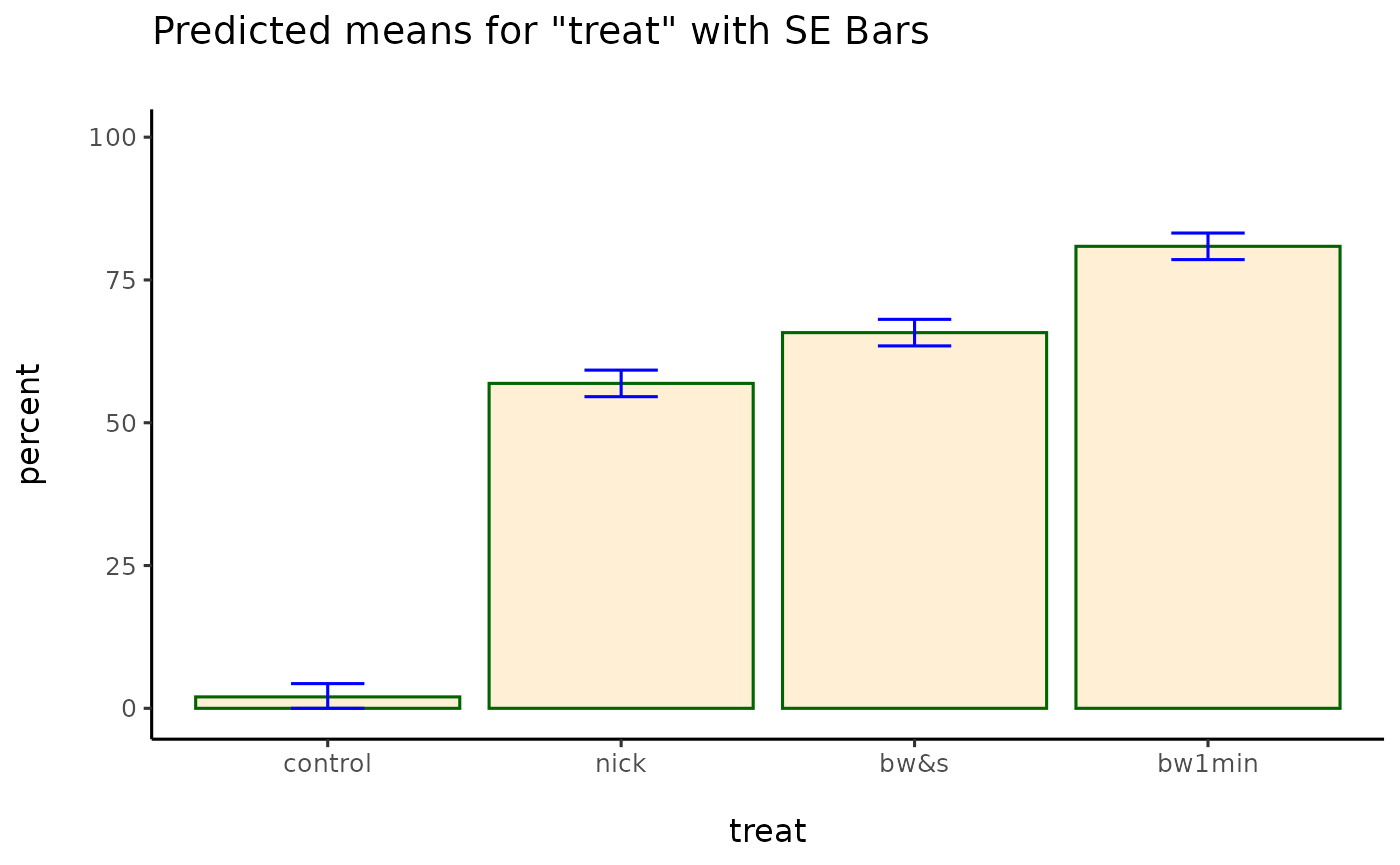 Predicted means for "treat" with SE Bars
percent
100
75
50
25
0
control
nick
bw&s
bw1min
treat